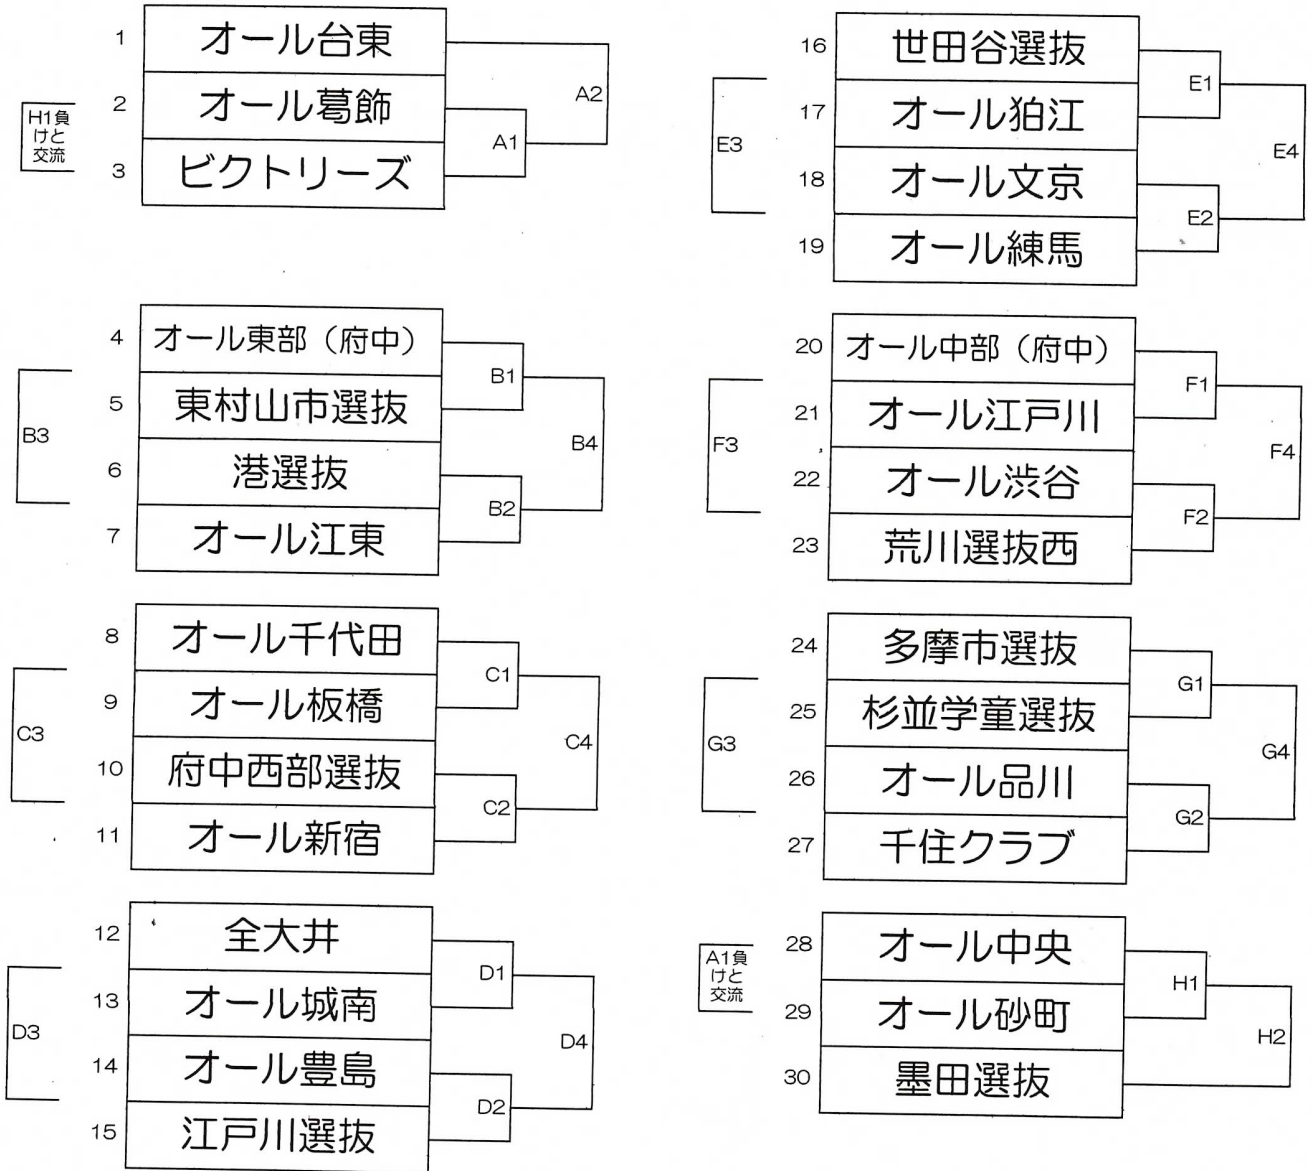 1 オール台東
2 オール葛飾
3 ビクトリーズ
A1
A2
H1負
けと
交流
4 オール東部（府中）
5 東村山市選抜
6 港選抜
7 オール江東
B1
B2
B3
B4
8 オール千代田
9 オール板橋
10 府中西部選抜
11 オール新宿
C1
C2
C3
C4
12 全大井
13 オール城南
14 オール豊島
15 江戸川選抜
D1
D2
D3
D4
16 世田谷選抜
17 オール狛江
18 オール文京
19 オール練馬
E1
E2
E3
E4
20 オール中部（府中）
21 オール江戸川
22 オール渋谷
23 荒川選抜西
F1
F2
F3
F4
24 多摩市選抜
25 杉並学童選抜
26 オール品川
27 千住クラブ
G1
G2
G3
G4
28 オール中央
29 オール砂町
30 墨田選抜
H1
H2
A1負
けと
交流